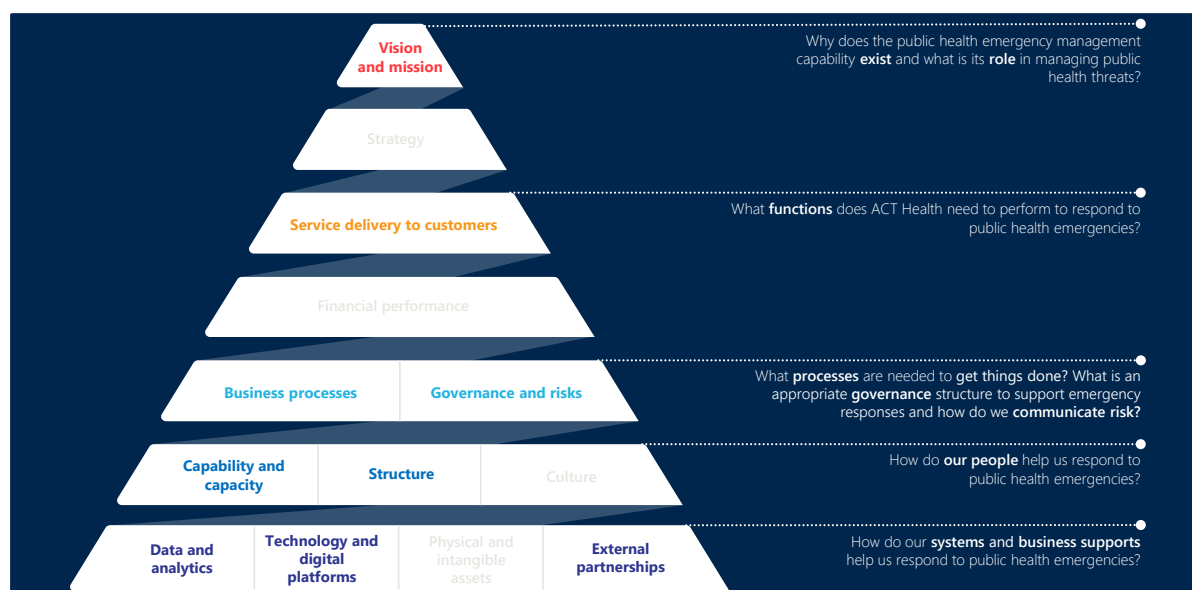 Vision
and mission
Why does the public health emergency management
capability exist and what is its role in managing public
health threats?
Strategy
Service delivery to customers
What functions does ACT Health need to perform to respond to
public health emergencies?
Financial performance
Business processes
Governance and risks
What processes are needed to get things done? What is an
appropriate governance structure to support emergency
responses and how do we communicate risk?
Capability and
capacity
Structure
Culture
How do our people help us respond to
public health emergencies?
Data and
analytics
Technology and
digital
platforms
Physical and
intangible
assets
External
partnerships
How do our systems and business supports
help us respond to public health emergencies?